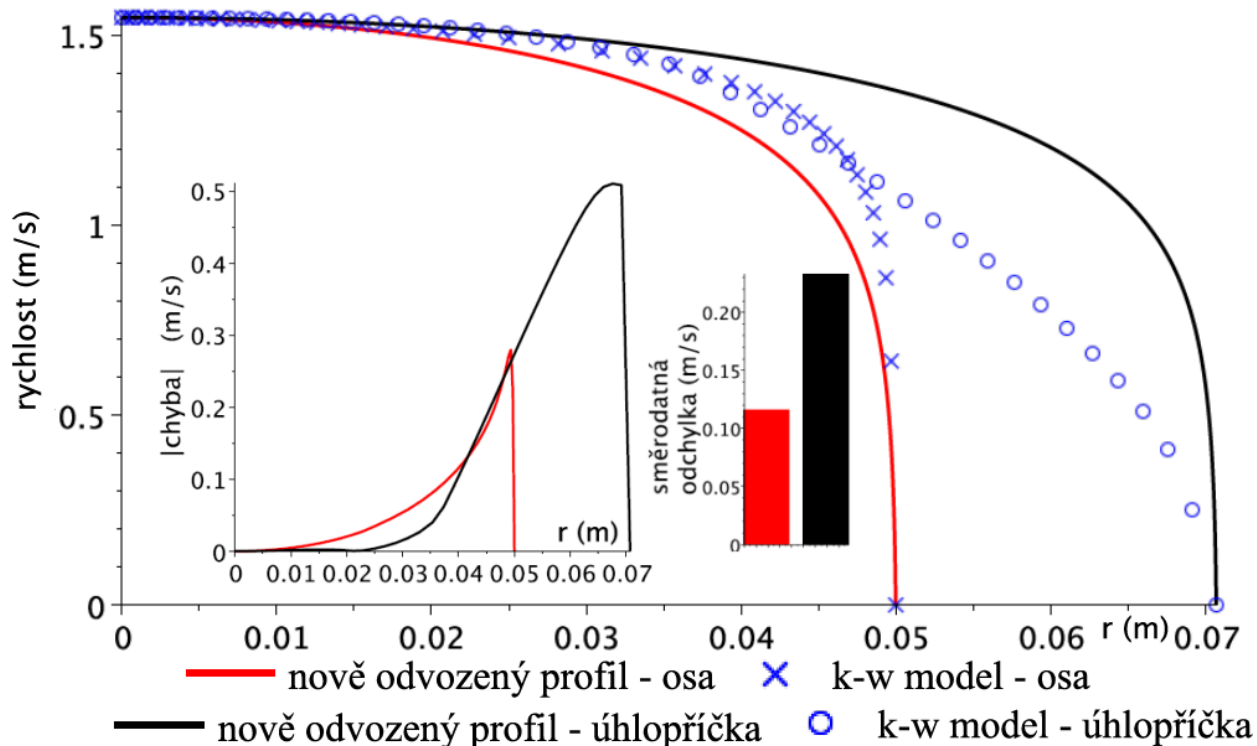 1.5
1
0.5
0
rychlost (m/s)
0 0.01 0.02 0.03 0.04 0.05 0.06 0.07
r (m)
0.5
0.4
0.3
0.2
0.1
0
|chyba| (m/s)
0 0.01 0.02 0.03 0.04 0.05 0.06 0.07
r (m)
0.20
0.15
0.10
0.05
0
směrodatná
odchylka (m/s)
nově odvozený profil - osa
k-w model - osa
nově odvozený profil - úhlopříčka
k-w model - úhlopříčka